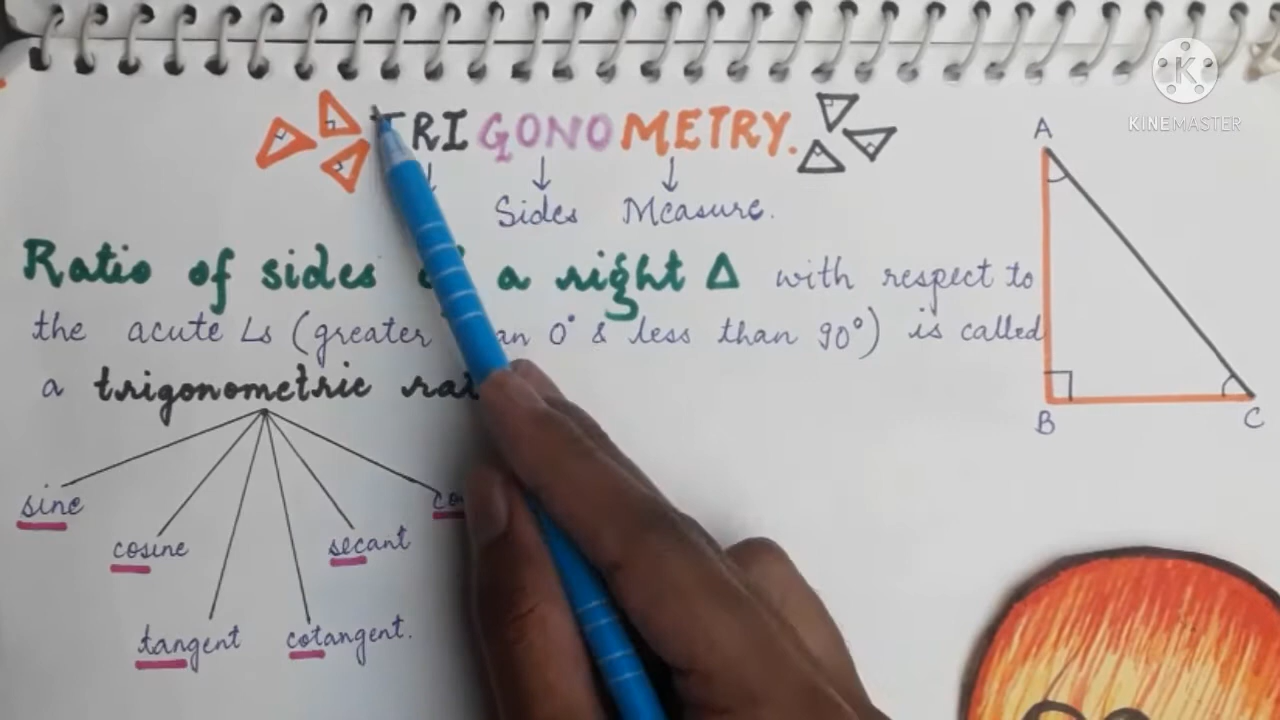 K
KINEMASTER
TRIGONOMETRY.
Sides Measure.
Ratio of sides a right Δ with respect to
the acute ∠s (greater 0° & less than 90°) is called
a trigonometric
sine
cosine
tangent
cotangent.
secant
A
B
C